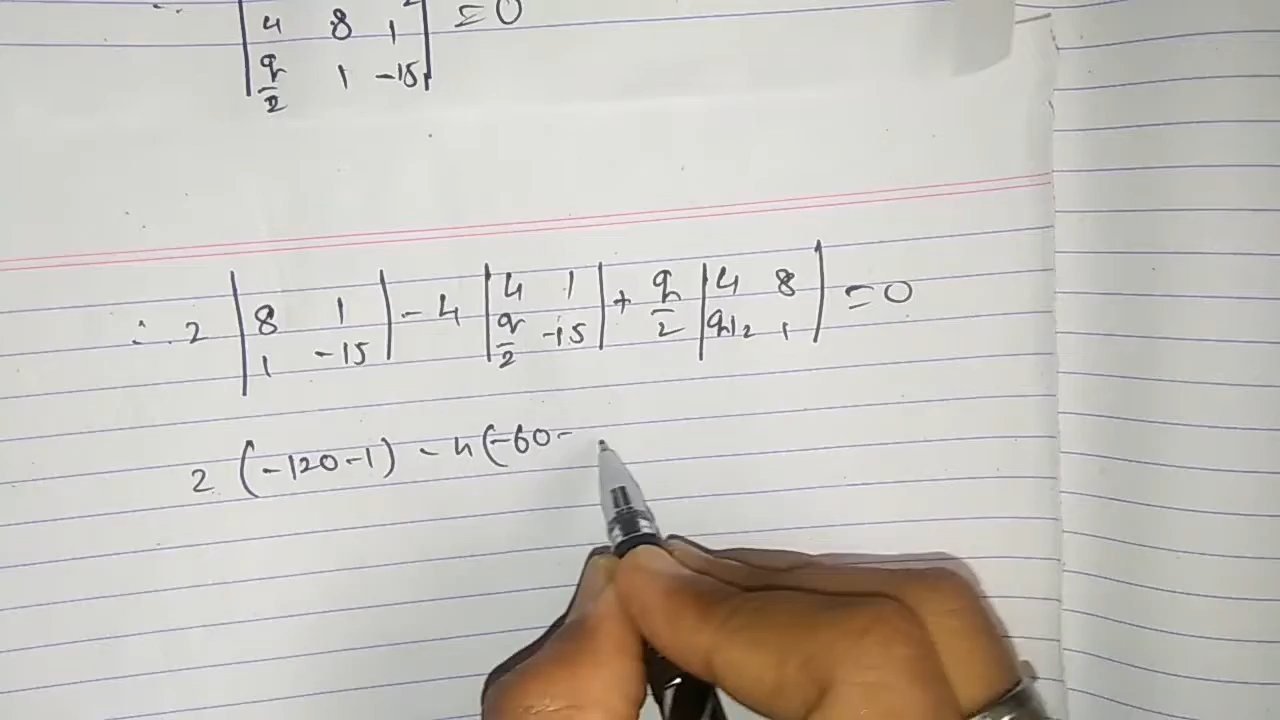 ∴ | 4 8 1 | = 0
| q/2 1 -15 |
∴ 2 | 8 1 | - 4 | 4 1 | + q/2 | 4 8 | = 0
| 1 -15 | | q/2 -15 | | q/2 1 |
2 (-120-1) - 4(-60-